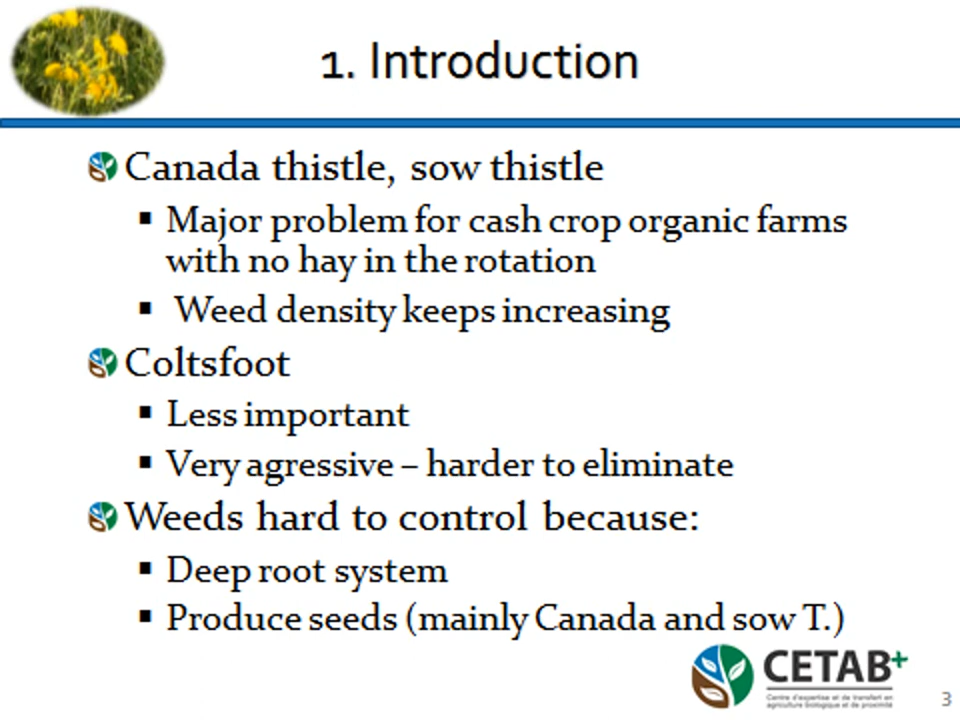 1. Introduction
Canada thistle, sow thistle
▪ Major problem for cash crop organic farms
with no hay in the rotation
▪ Weed density keeps increasing
Coltsfoot
▪ Less important
▪ Very agressive – harder to eliminate
Weeds hard to control because:
▪ Deep root system
▪ Produce seeds (mainly Canada and sow T.)
CETAB+
Centre d'expertise et de transfert en
agriculture biologique et de proximité
3